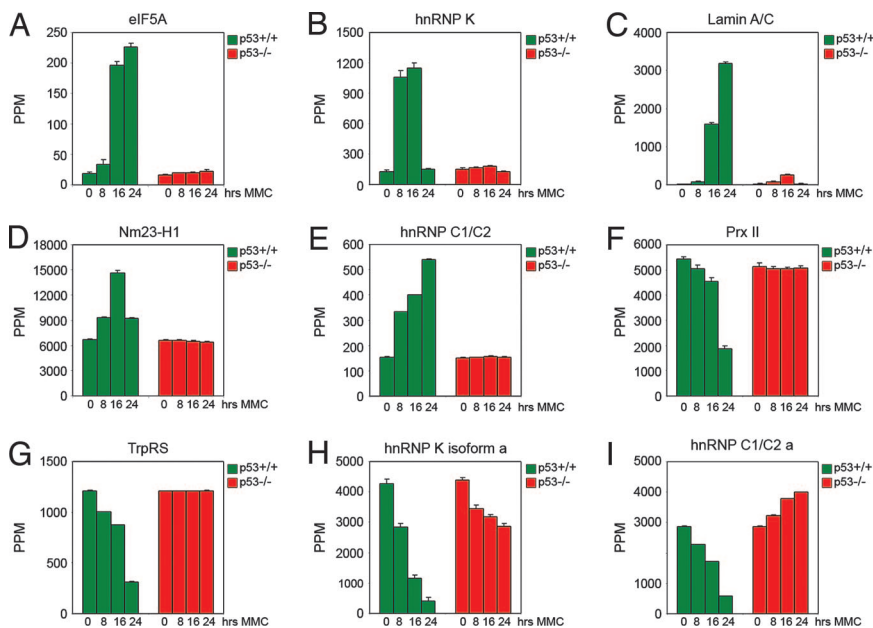 A eIF5A
PPM
250
200
150
100
50
0
p53+/+
p53-/-
0 8 16 24 0 8 16 24 hrs MMC
B hnRNP K
PPM
1500
1200
900
600
300
0
p53+/+
p53-/-
0 8 16 24 0 8 16 24 hrs MMC
C Lamin A/C
PPM
4000
3000
2000
1000
0
p53+/+
p53-/-
0 8 16 24 0 8 16 24 hrs MMC
D Nm23-H1
PPM
18000
15000
12000
9000
6000
3000
0
p53+/+
p53-/-
0 8 16 24 0 8 16 24 hrs MMC
E hnRNP C1/C2
PPM
600
500
400
300
200
100
0
p53+/+
p53-/-
0 8 16 24 0 8 16 24 hrs MMC
F Prx II
PPM
6000
5000
4000
3000
2000
1000
0
p53+/+
p53-/-
0 8 16 24 0 8 16 24 hrs MMC
G TrpRS
PPM
1500
1000
500
0
p53+/+
p53-/-
0 8 16 24 0 8 16 24 hrs MMC
H hnRNP K isoform a
PPM
5000
4000
3000
2000
1000
0
p53+/+
p53-/-
0 8 16 24 0 8 16 24 hrs MMC
I hnRNP C1/C2 a
PPM
5000
4000
3000
2000
1000
0
p53+/+
p53-/-
0 8 16 24 0 8 16 24 hrs MMC